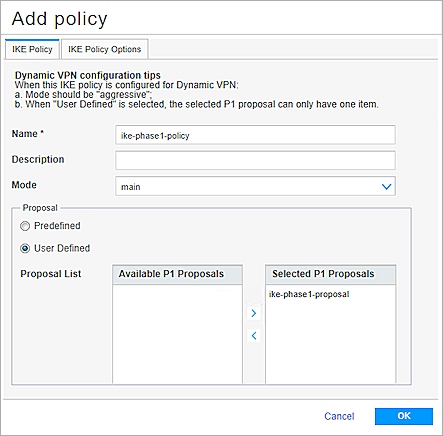 Add policy
IKE Policy
IKE Policy Options
Dynamic VPN configuration tips
When this IKE policy is configured for Dynamic VPN:
a. Mode should be "aggressive";
b. When "User Defined" is selected, the selected P1 proposal can only have one item.
Name * ike-phase1-policy
Description
Mode main
Proposal
Predefined
User Defined
Proposal List Available P1 Proposals Selected P1 Proposals
ike-phase1-proposal
Cancel OK